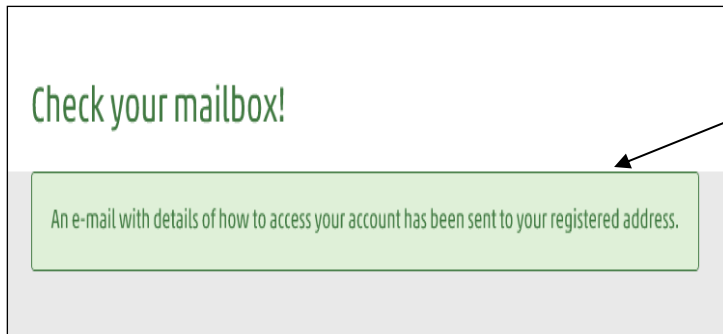 Check your mailbox!
An e-mail with details of how to access your account has been sent to your registered address.